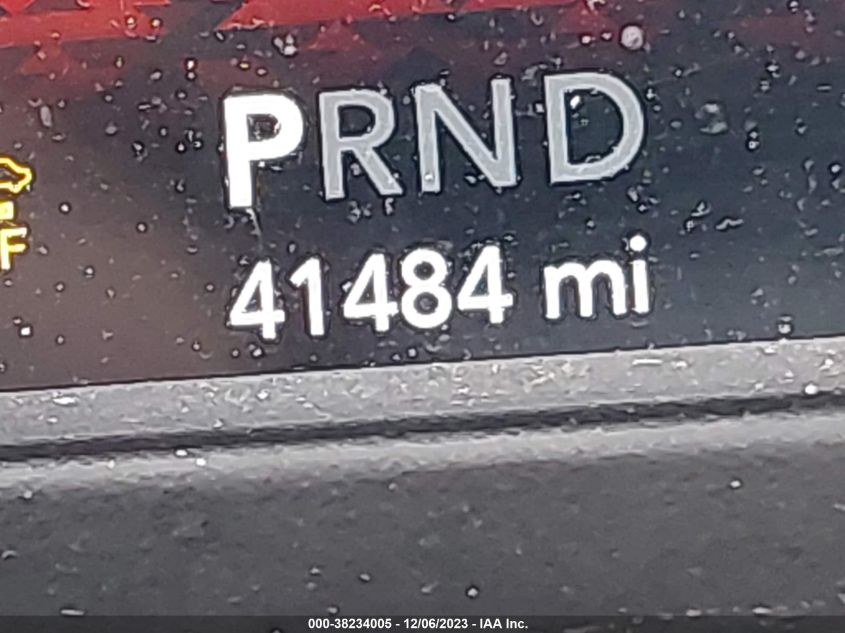 PRND
F
41484 mi
000-38234005 - 12/06/2023 - IAA Inc.